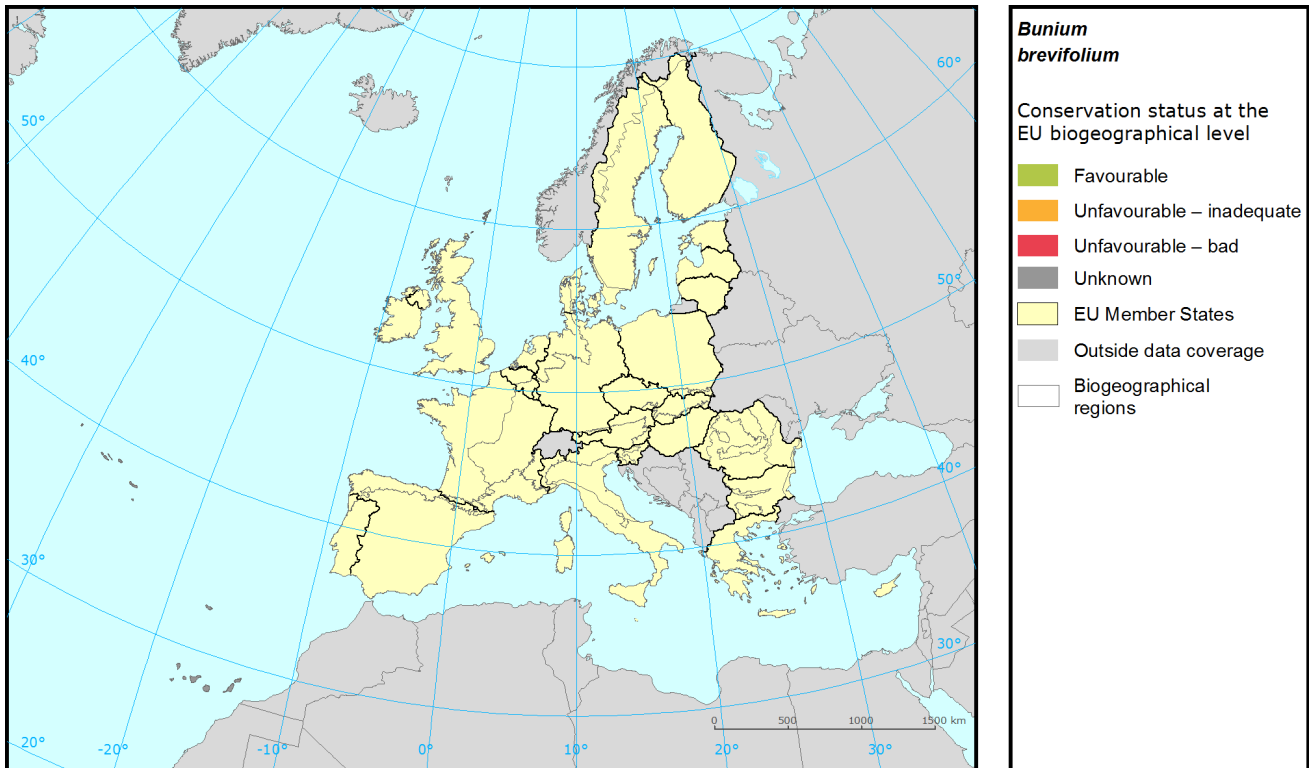 Bunium
brevifolium
Conservation status at the
EU biogeographical level
Favourable
Unfavourable – inadequate
Unfavourable – bad
Unknown
EU Member States
Outside data coverage
Biogeographical
regions
60°
50°
50°
40°
40°
30°
30°
0 500 1000 1500 km
20° -20° -10° 0° 10° 20° 30°